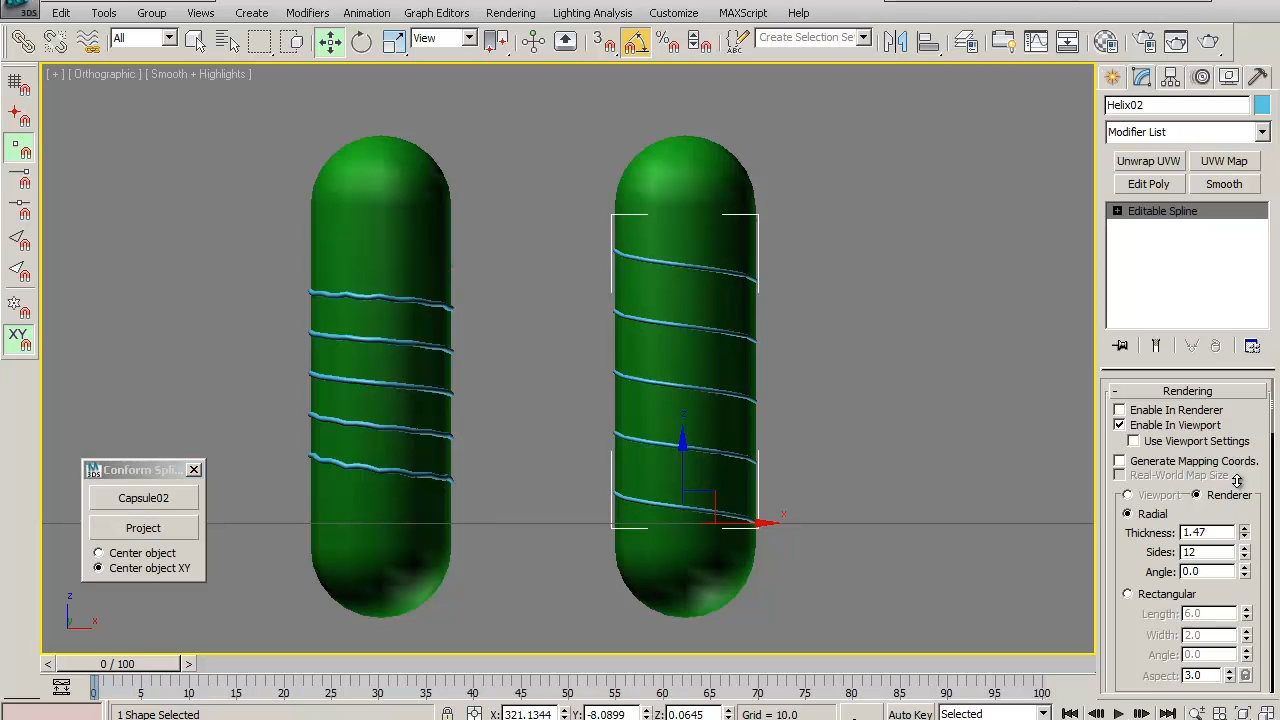 3DS
Edit Tools Group Views Create Modifiers Animation Graph Editors Rendering Lighting Analysis Customize MAXScript Help
All View 3 Create Selection Se
[ + ] [ Orthographic ] [ Smooth + Highlights ]
Helix02
Modifier List
Unwrap UVW UVW Map
Edit Poly Smooth
Editable Spline
XY
Rendering
Enable In Renderer
Enable In Viewport
Use Viewport Settings
Generate Mapping Coords.
Real-World Map Size
Viewport Renderer
Radial
Thickness: 1.47
Sides: 12
Angle: 0.0
Rectangular
Length: 6.0
Width: 2.0
Angle: 0.0
Aspect: 3.0
Conform Spli...
Capsule02
Project
Center object
Center object XY
z
x
z
y
x
< 0 / 100 >
0 5 10 15 20 25 30 35 40 45 50 55 60 65 70 75 80 85 90 95 100
1 Shape Selected X: 321.1344 Y: -8.0899 Z: 0.0645 Grid = 10.0 Auto Key Selected